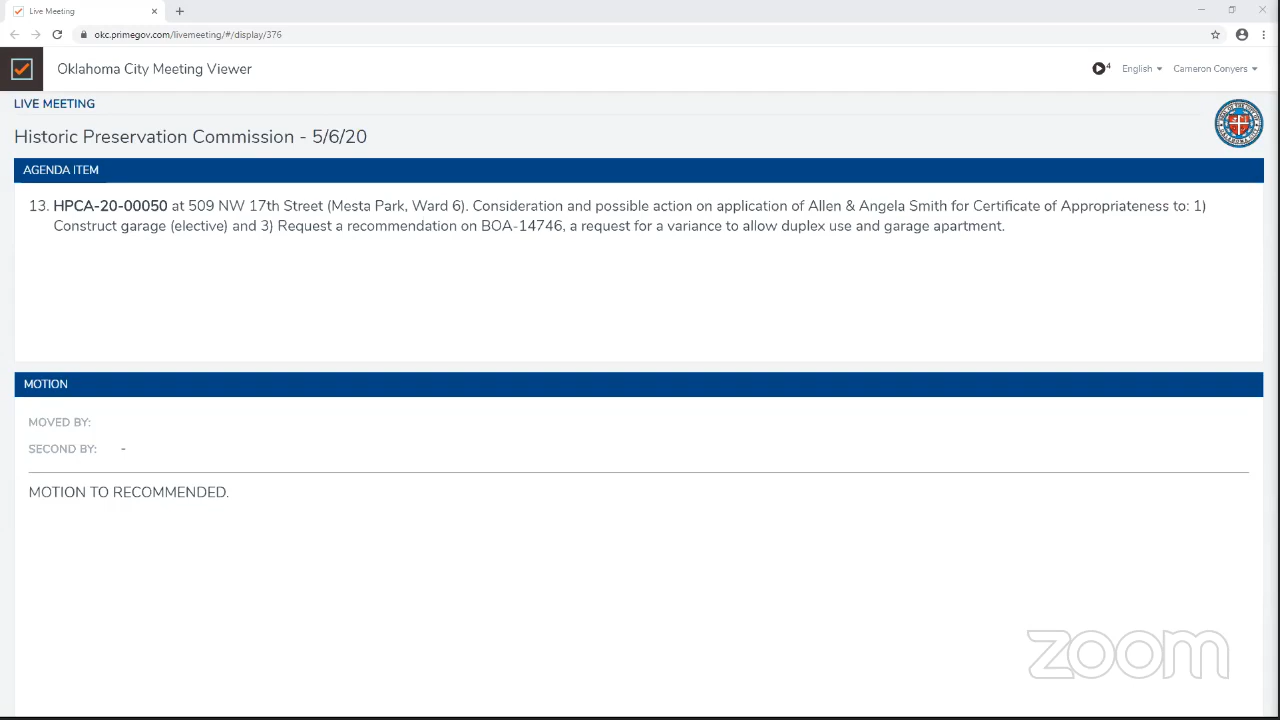 Live Meeting
okc.primegov.com/livemeeting/#/display/376
Oklahoma City Meeting Viewer
4
English
Cameron Conyers
LIVE MEETING
Historic Preservation Commission - 5/6/20
AGENDA ITEM
13. HPCA-20-00050 at 509 NW 17th Street (Mesta Park, Ward 6). Consideration and possible action on application of Allen & Angela Smith for Certificate of Appropriateness to: 1)
Construct garage (elective) and 3) Request a recommendation on BOA-14746, a request for a variance to allow duplex use and garage apartment.
MOTION
MOVED BY:
SECOND BY: -
MOTION TO RECOMMENDED.
zoom